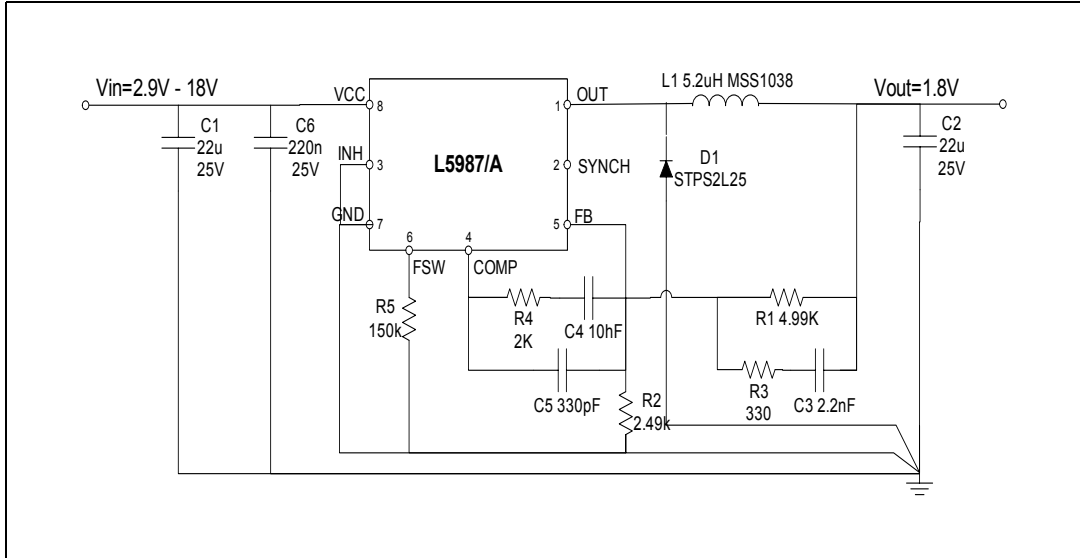 L1 5.2uH MSS1038
Vin=2.9V - 18V
VCC
8
1
OUT
Vout=1.8V
C1
22u
25V
C6
220n
25V
C2
22u
25V
INH
3
L5987/A
2
SYNCH
D1
STPS2L25
GND
7
5
FB
6
4
FSW
COMP
R5
150k
R4
2K
C4 10hF
R1 4.99K
C5 330pF
R2
2.49k
R3
330
C3 2.2nF